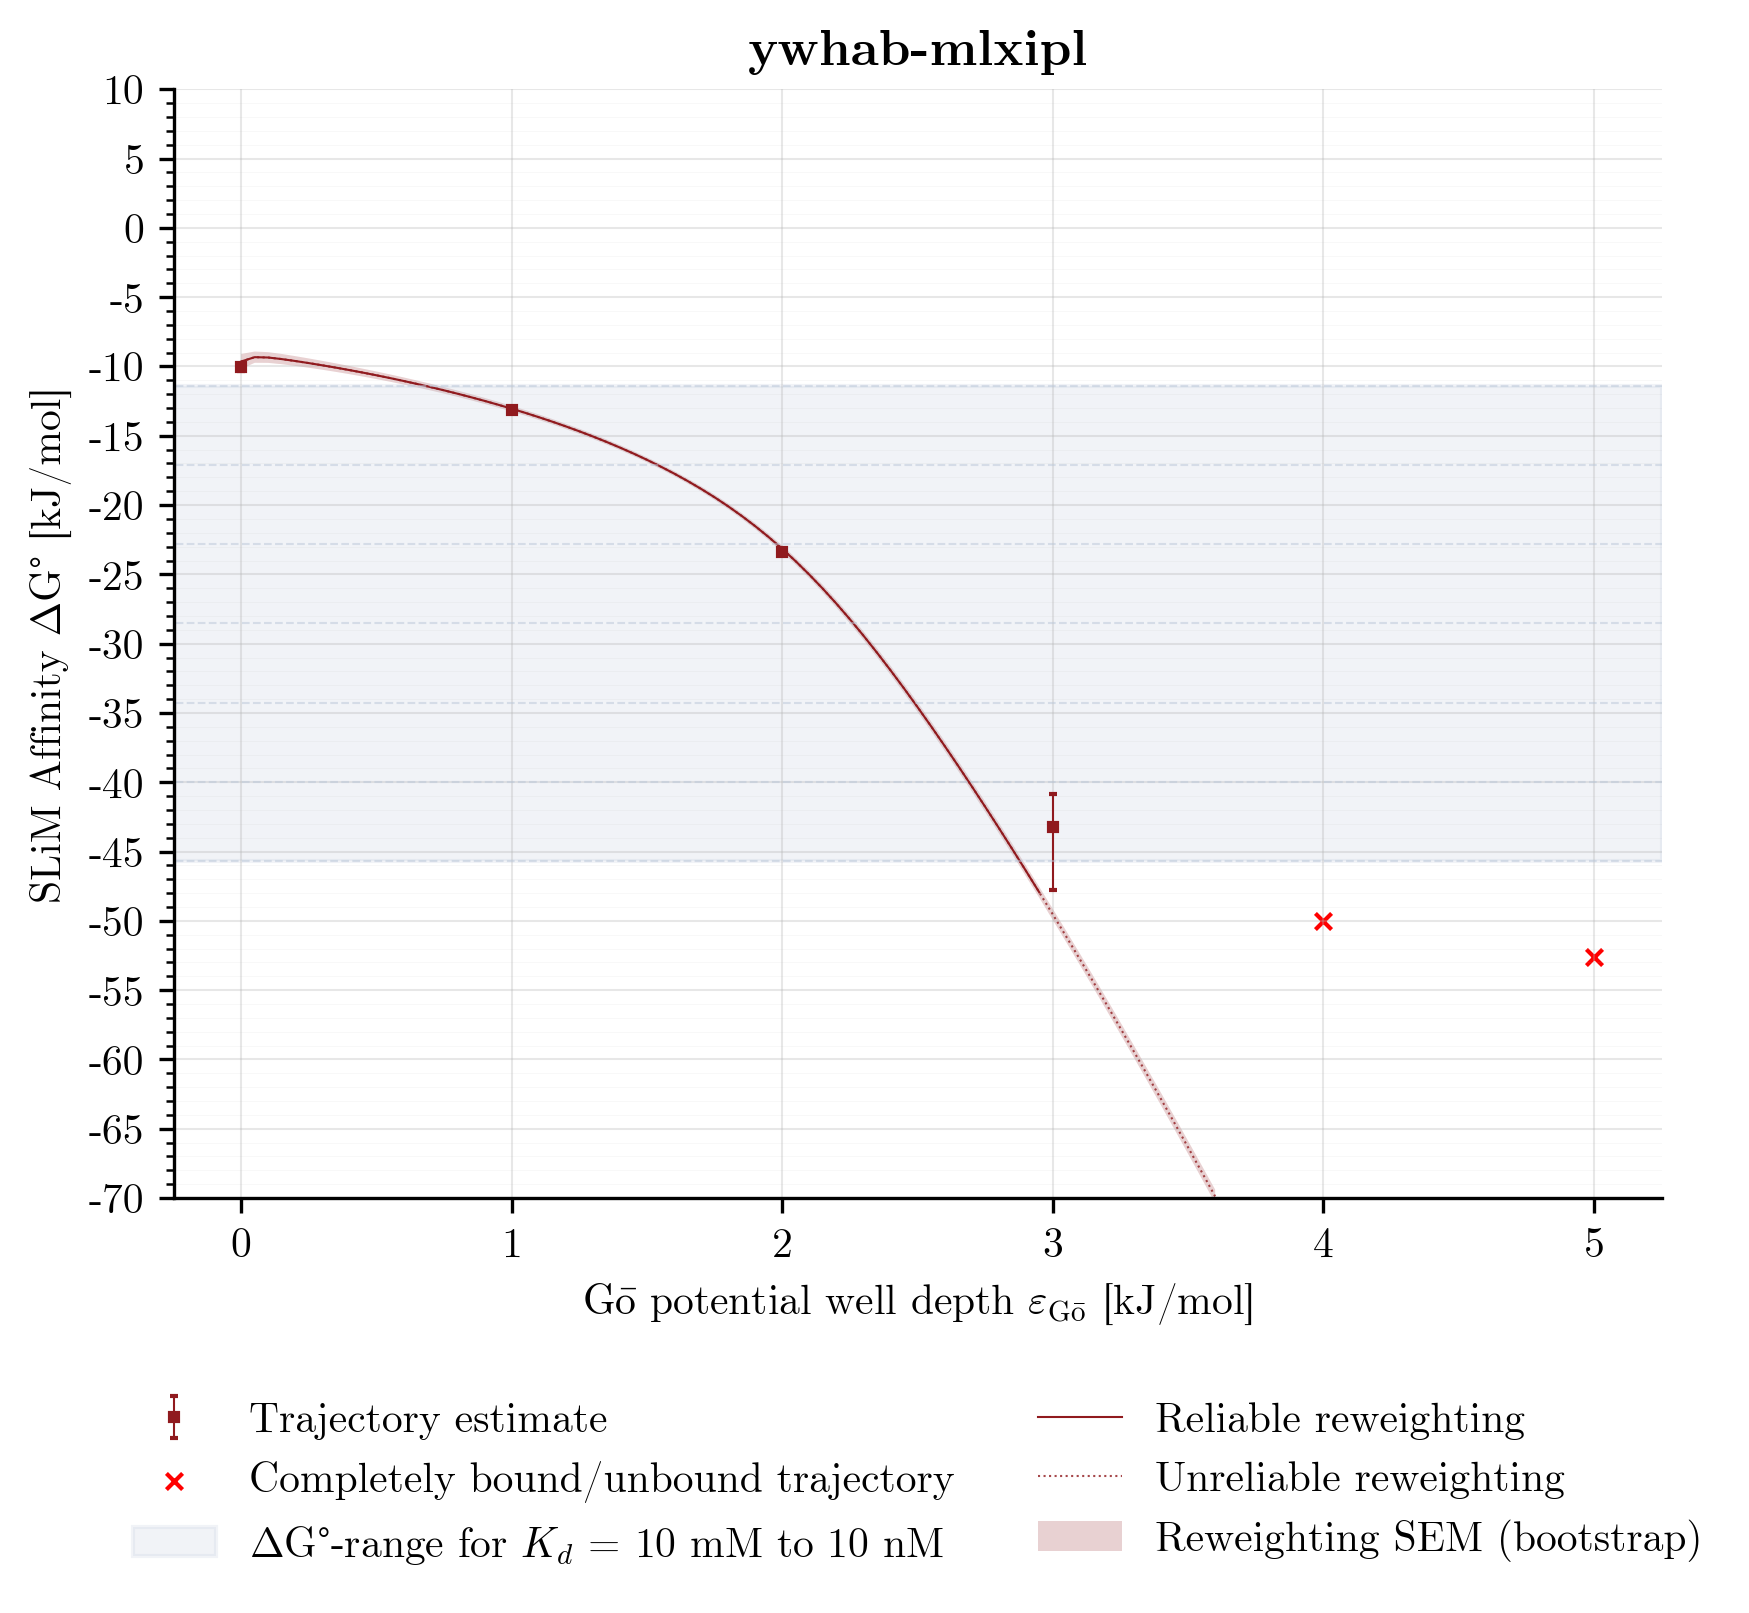 ywhab-mlxipl
10
5
0
-5
-10
-15
-20
-25
-30
-35
-40
-45
-50
-55
-60
-65
-70
SLiM Affinity ΔG° [kJ/mol]
0 1 2 3 4 5
Gō potential well depth ε_Gō [kJ/mol]
Trajectory estimate
Completely bound/unbound trajectory
ΔG°-range for K_d = 10 mM to 10 nM
Reliable reweighting
Unreliable reweighting
Reweighting SEM (bootstrap)